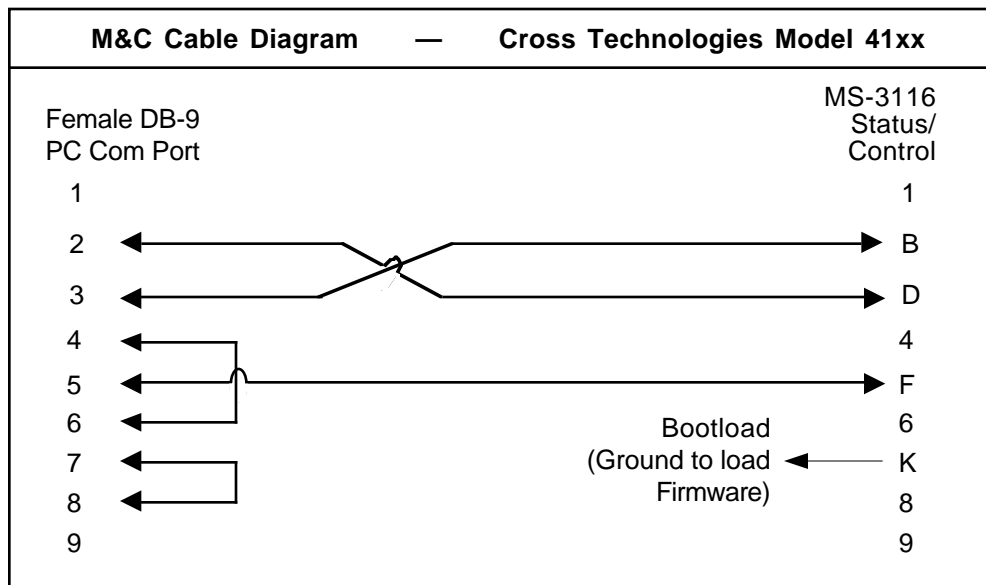 M&C Cable Diagram — Cross Technologies Model 41xx
Female DB-9
PC Com Port
MS-3116
Status/
Control
1 1
2 B
3 D
4 4
5 F
6 6
Bootload
(Ground to load
Firmware)
7 K
8 8
9 9